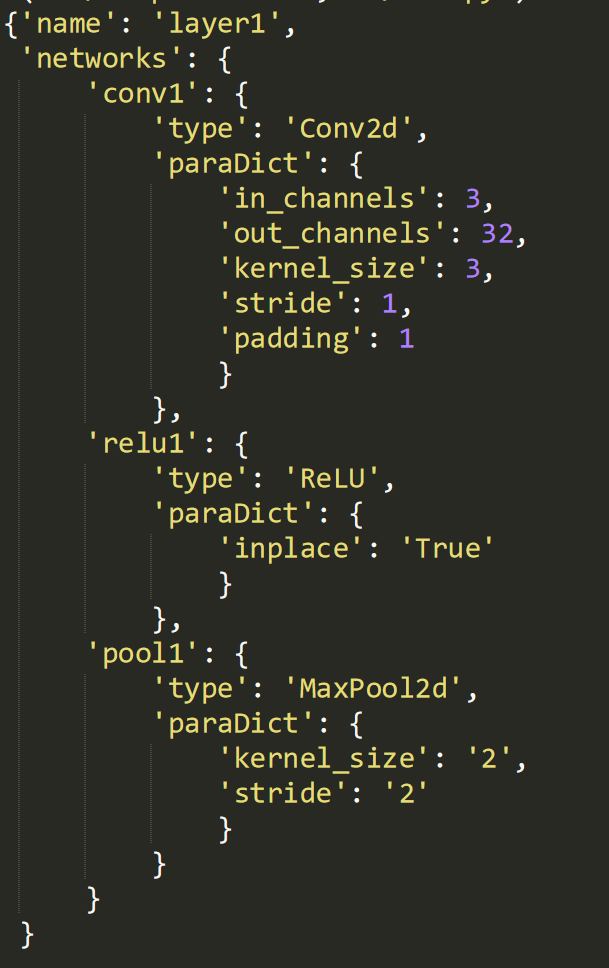 {'name': 'layer1',
'networks': {
'conv1': {
'type': 'Conv2d',
'paraDict': {
'in_channels': 3,
'out_channels': 32,
'kernel_size': 3,
'stride': 1,
'padding': 1
}
},
'relu1': {
'type': 'ReLU',
'paraDict': {
'inplace': 'True'
}
},
'pool1': {
'type': 'MaxPool2d',
'paraDict': {
'kernel_size': '2',
'stride': '2'
}
}
}
}